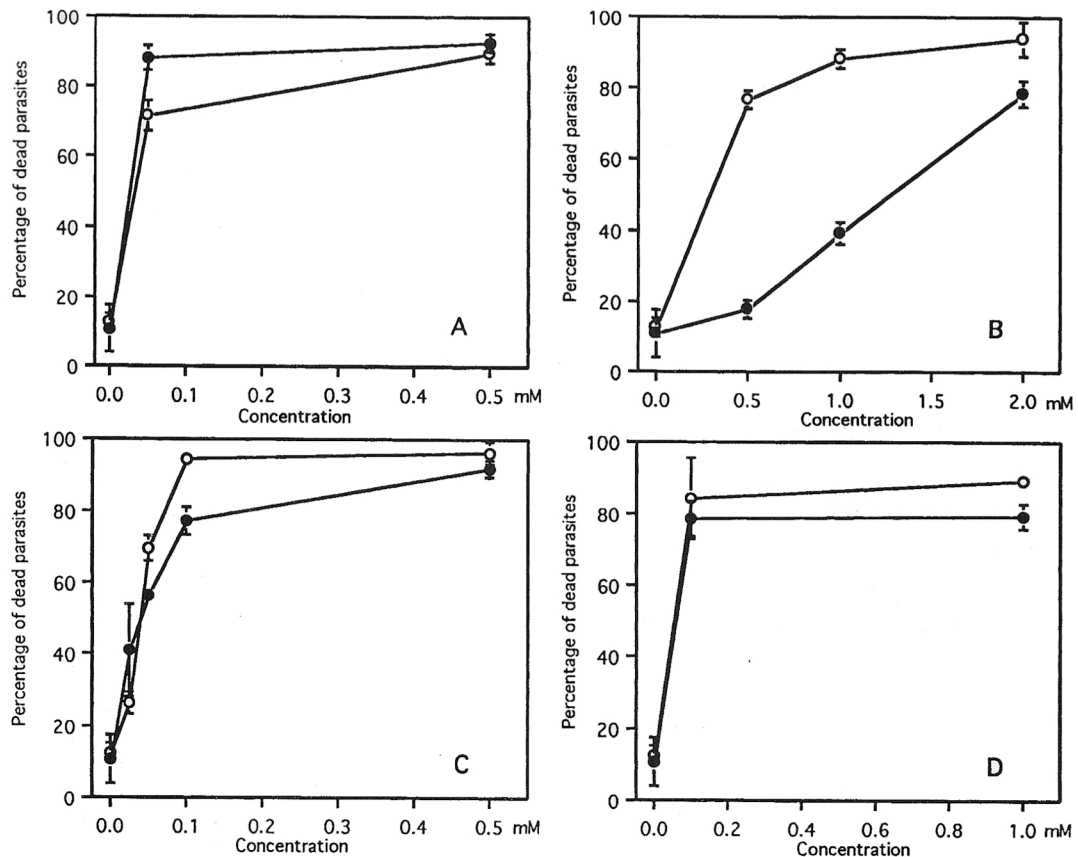 100
80
60
40
20
0
Percentage of dead parasites
A
0.0 0.1 0.2 0.3 0.4 0.5 mM
Concentration
100
80
60
40
20
0
Percentage of dead parasites
B
0.0 0.5 1.0 1.5 2.0 mM
Concentration
100
80
60
40
20
0
Percentage of dead parasites
C
0.0 0.1 0.2 0.3 0.4 0.5 mM
Concentration
100
80
60
40
20
0
Percentage of dead parasites
D
0.0 0.2 0.4 0.6 0.8 1.0 mM
Concentration